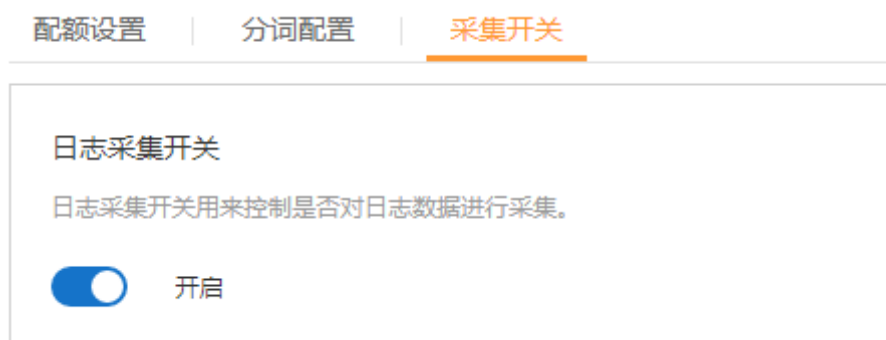 配额设置 分词配置 采集开关
日志采集开关
日志采集开关用来控制是否对日志数据进行采集。
开启